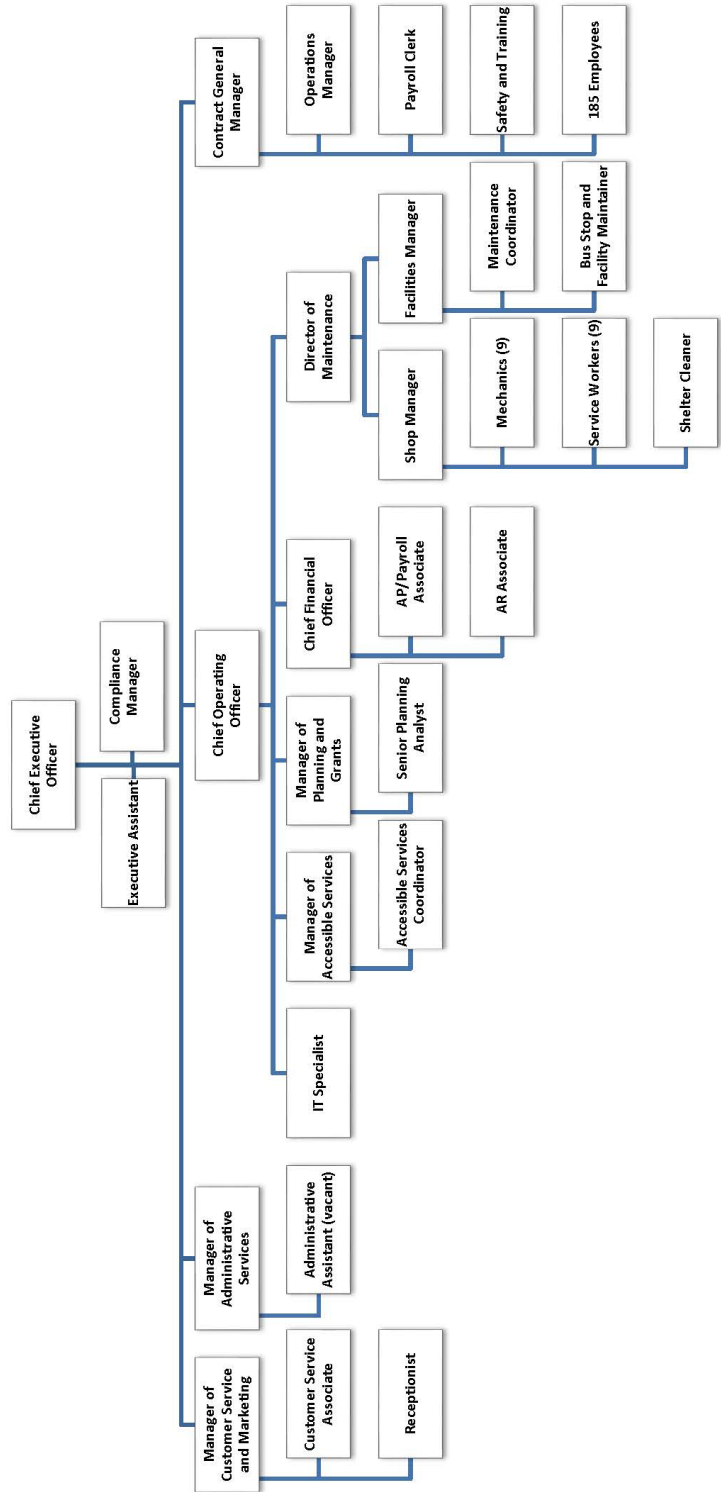 Chief Executive
Officer
Executive Assistant
Compliance
Manager
Manager of
Customer Service
and Marketing
Manager of
Administrative
Services
Chief Operating
Officer
Contract General
Manager
Customer Service
Associate
Receptionist
Administrative
Assistant (vacant)
IT Specialist
Manager of
Accessible Services
Accessible Services
Coordinator
Manager of
Planning and
Grants
Senior Planning
Analyst
Chief Financial
Officer
AP/Payroll
Associate
AR Associate
Director of
Maintenance
Shop Manager
Mechanics (9)
Service Workers (9)
Shelter Cleaner
Facilities Manager
Maintenance
Coordinator
Bus Stop and
Facility Maintainer
Operations
Manager
Payroll Clerk
Safety and Training
185 Employees